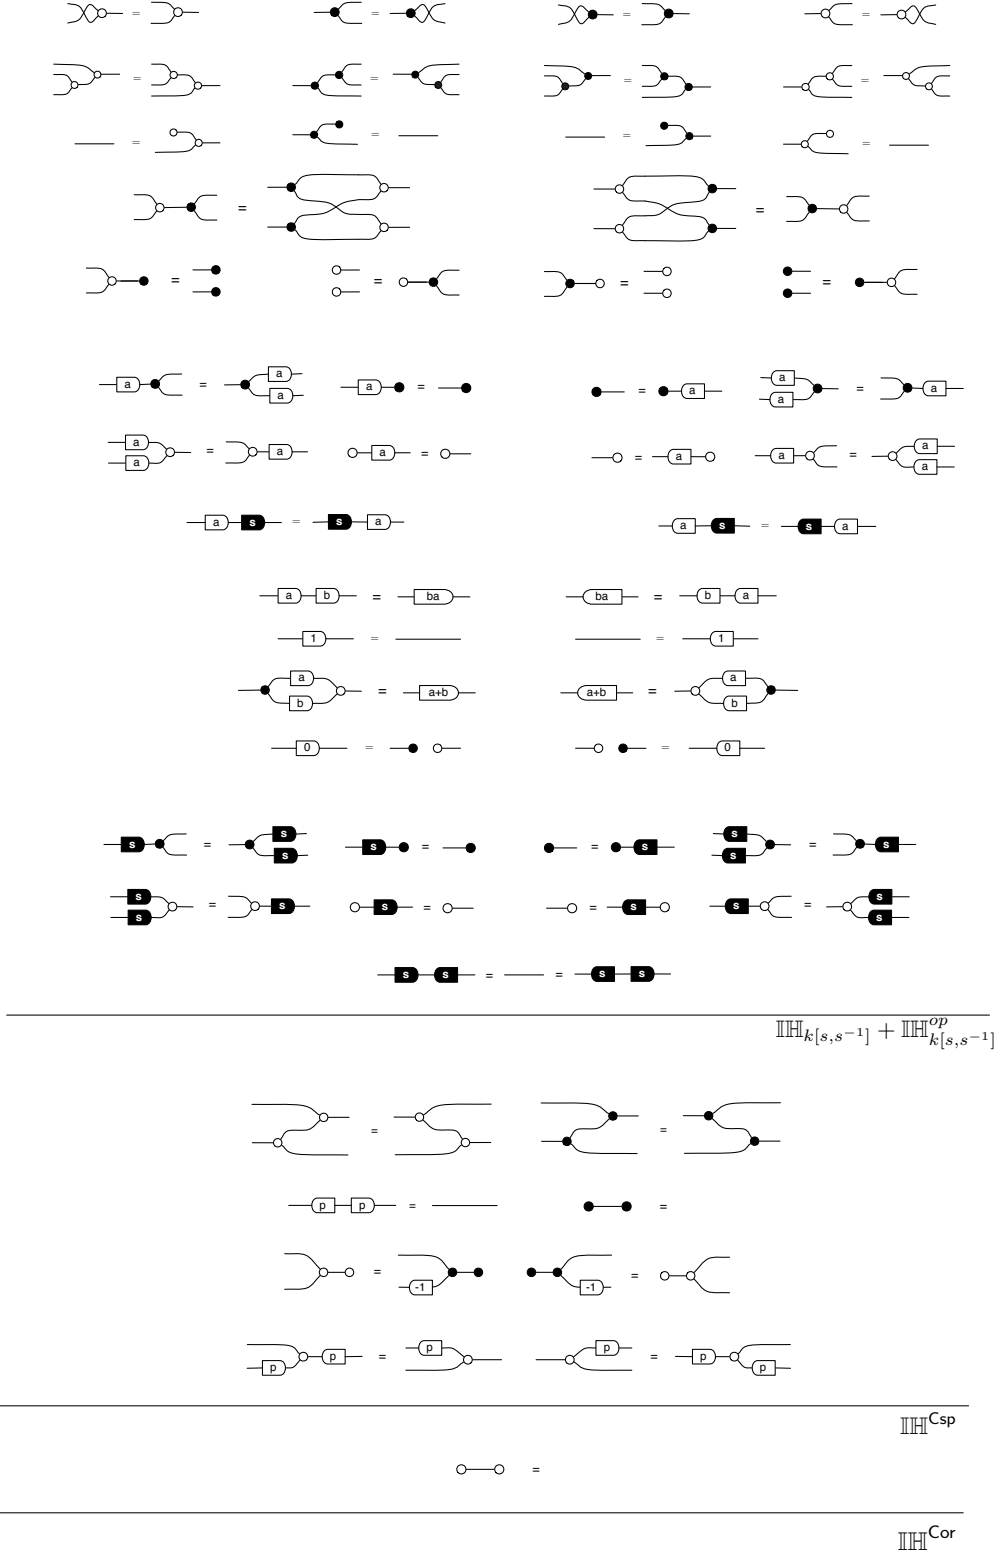 = = = =
= = = =
= = = =
= =
= = = =
a = a a a = = a a a = a
a a = a a = = a a = a a
a s = s a a s = s a
a b = ba ba = b a
1 = = 1
a b = a+b a+b = a b
0 = = 0
s = s s s = = s s s = s
s s = s s = = s s = s s
s s = = s s
𝕀ℍ_{k[s,s^{-1}]} + 𝕀ℍ^{op}_{k[s,s^{-1}]}
= =
p p = =
= -1 -1 =
p p = p p = p p
𝕀ℍ^{Csp}
=
𝕀ℍ^{Cor}